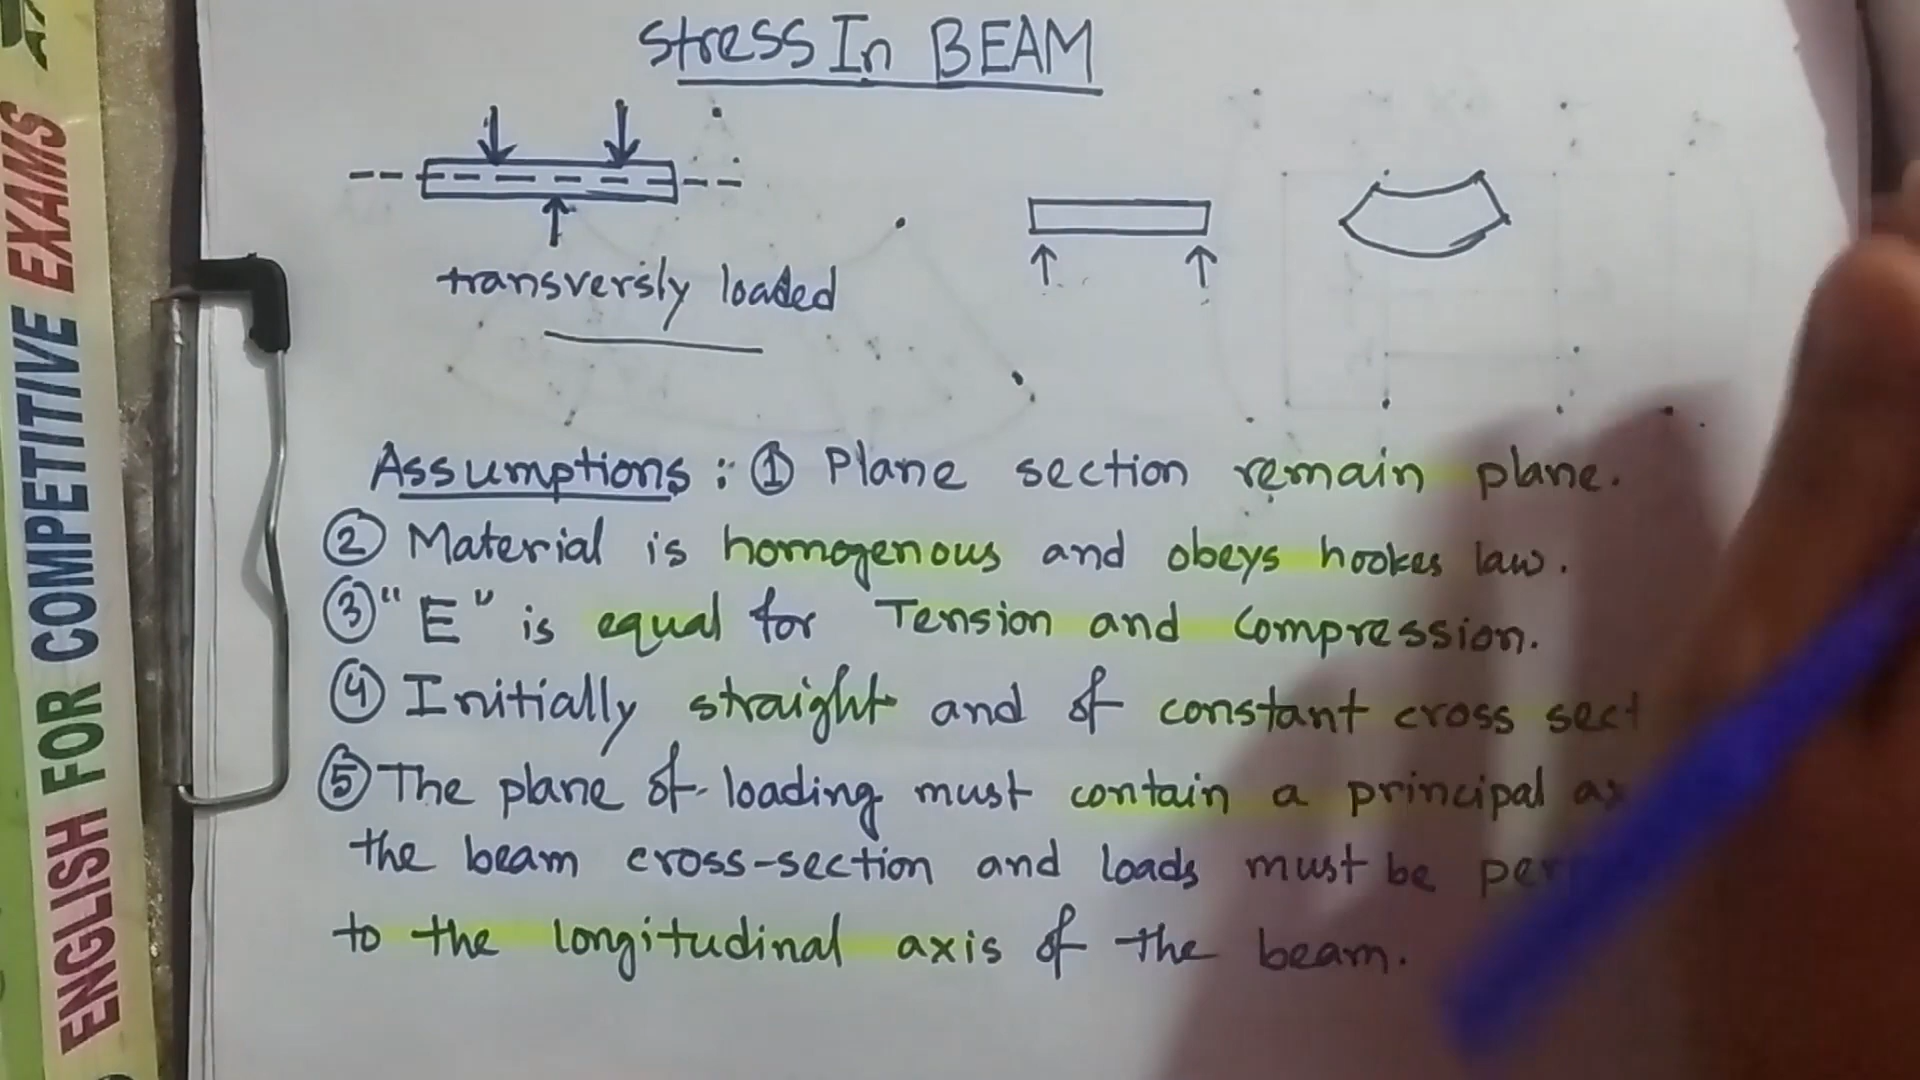 Stress In BEAM
transversly loaded
Assumptions :- ① Plane section remain plane.
② Material is homogenous and obeys hookes law.
③ "E" is equal for Tension and Compression.
④ Initially straight and of constant cross sect
⑤ The plane of loading must contain a principal
the beam cross-section and loads must be
to the longitudinal axis of the beam.
ENGLISH FOR COMPETITIVE EXAMS